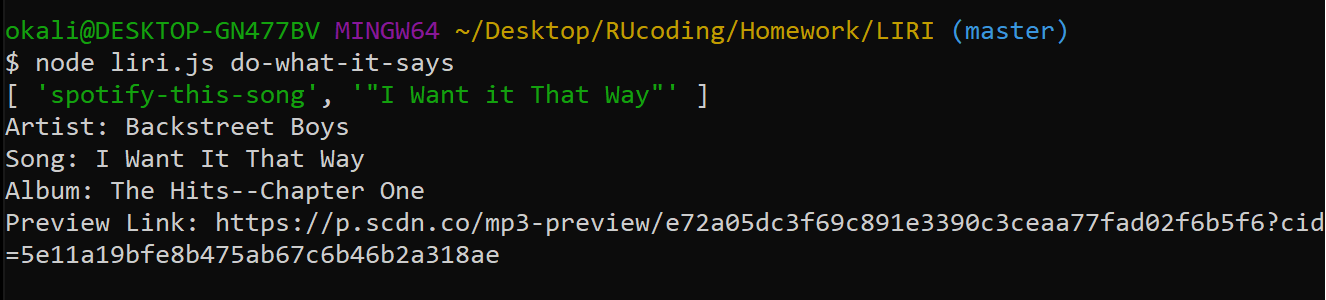 okali@DESKTOP-GN477BV MINGW64 ~/Desktop/RUcoding/Homework/LIRI (master)
$ node liri.js do-what-it-says
[ 'spotify-this-song', '"I Want it That Way"' ]
Artist: Backstreet Boys
Song: I Want It That Way
Album: The Hits--Chapter One
Preview Link: https://p.scdn.co/mp3-preview/e72a05dc3f69c891e3390c3ceaa77fad02f6b5f6?cid
=5e11a19bfe8b475ab67c6b46b2a318ae